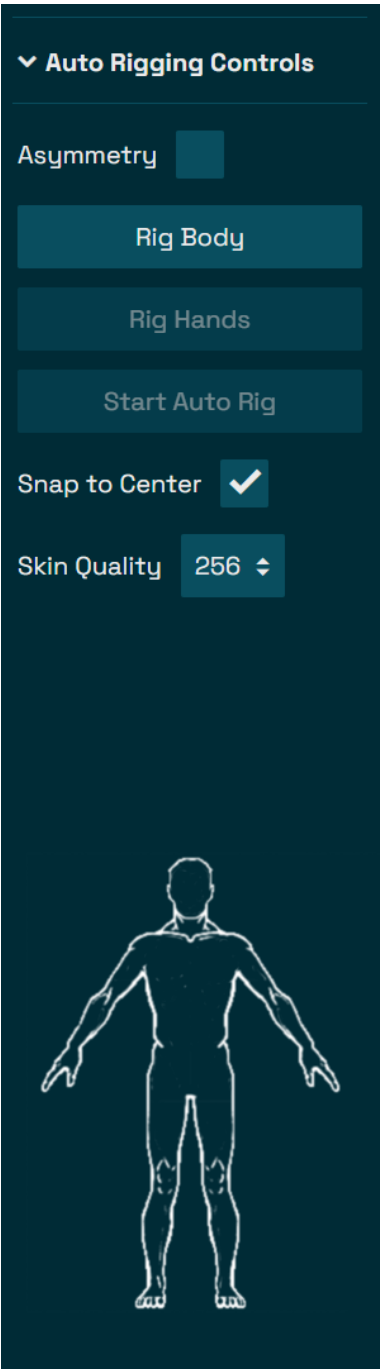 Auto Rigging Controls
Asymmetry
Rig Body
Rig Hands
Start Auto Rig
Snap to Center
Skin Quality 256